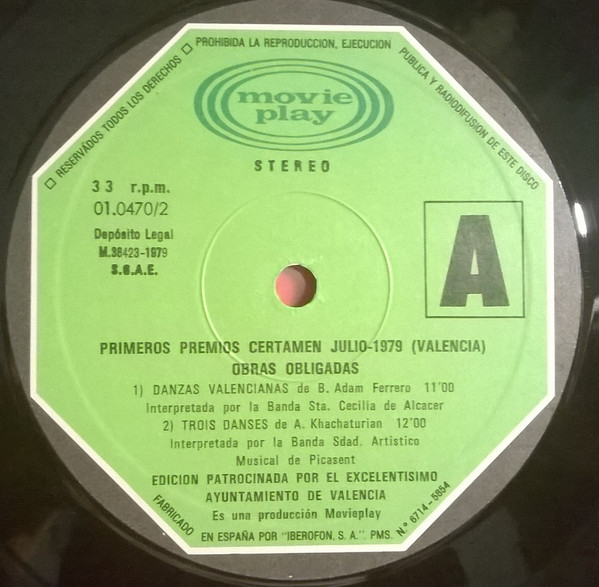 □ RESERVADOS TODOS LOS DERECHOS □ PROHIBIDA LA REPRODUCCION, EJECUCION PUBLICA Y RADIODIFUSION DE ESTE DISCO
movie
play
STEREO
33 r.p.m.
01.0470/2
Depósito Legal
M.38423-1979
S.G.A.E.
A
PRIMEROS PREMIOS CERTAMEN JULIO-1979 (VALENCIA)
OBRAS OBLIGADAS
1) DANZAS VALENCIANAS de B. Adam Ferrero 11'00
Interpretada por la Banda Sta. Cecilia de Alcacer
2) TROIS DANSES de A. Khachaturian 12'00
Interpretada por la Banda Sdad. Artistico
Musical de Picasent
EDICION PATROCINADA POR EL EXCELENTISIMO
AYUNTAMIENTO DE VALENCIA
Es una producción Movieplay
FABRICADO EN ESPAÑA POR "IBEROFON, S. A.". PMS. N.º 6714-5854